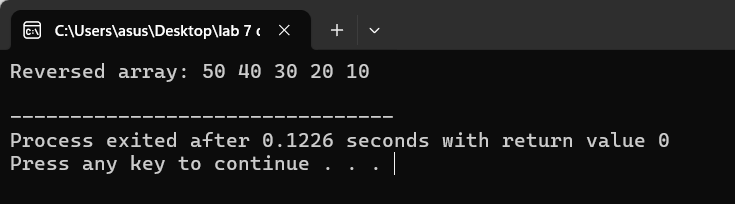 C:\Users\asus\Desktop\lab 7 c
Reversed array: 50 40 30 20 10
--------------------------------
Process exited after 0.1226 seconds with return value 0
Press any key to continue . . .